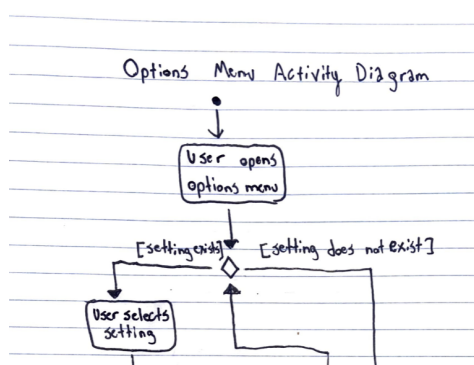 Options Menu Activity Diagram
User opens
options menu
[setting exists] [setting does not exist]
User selects
setting